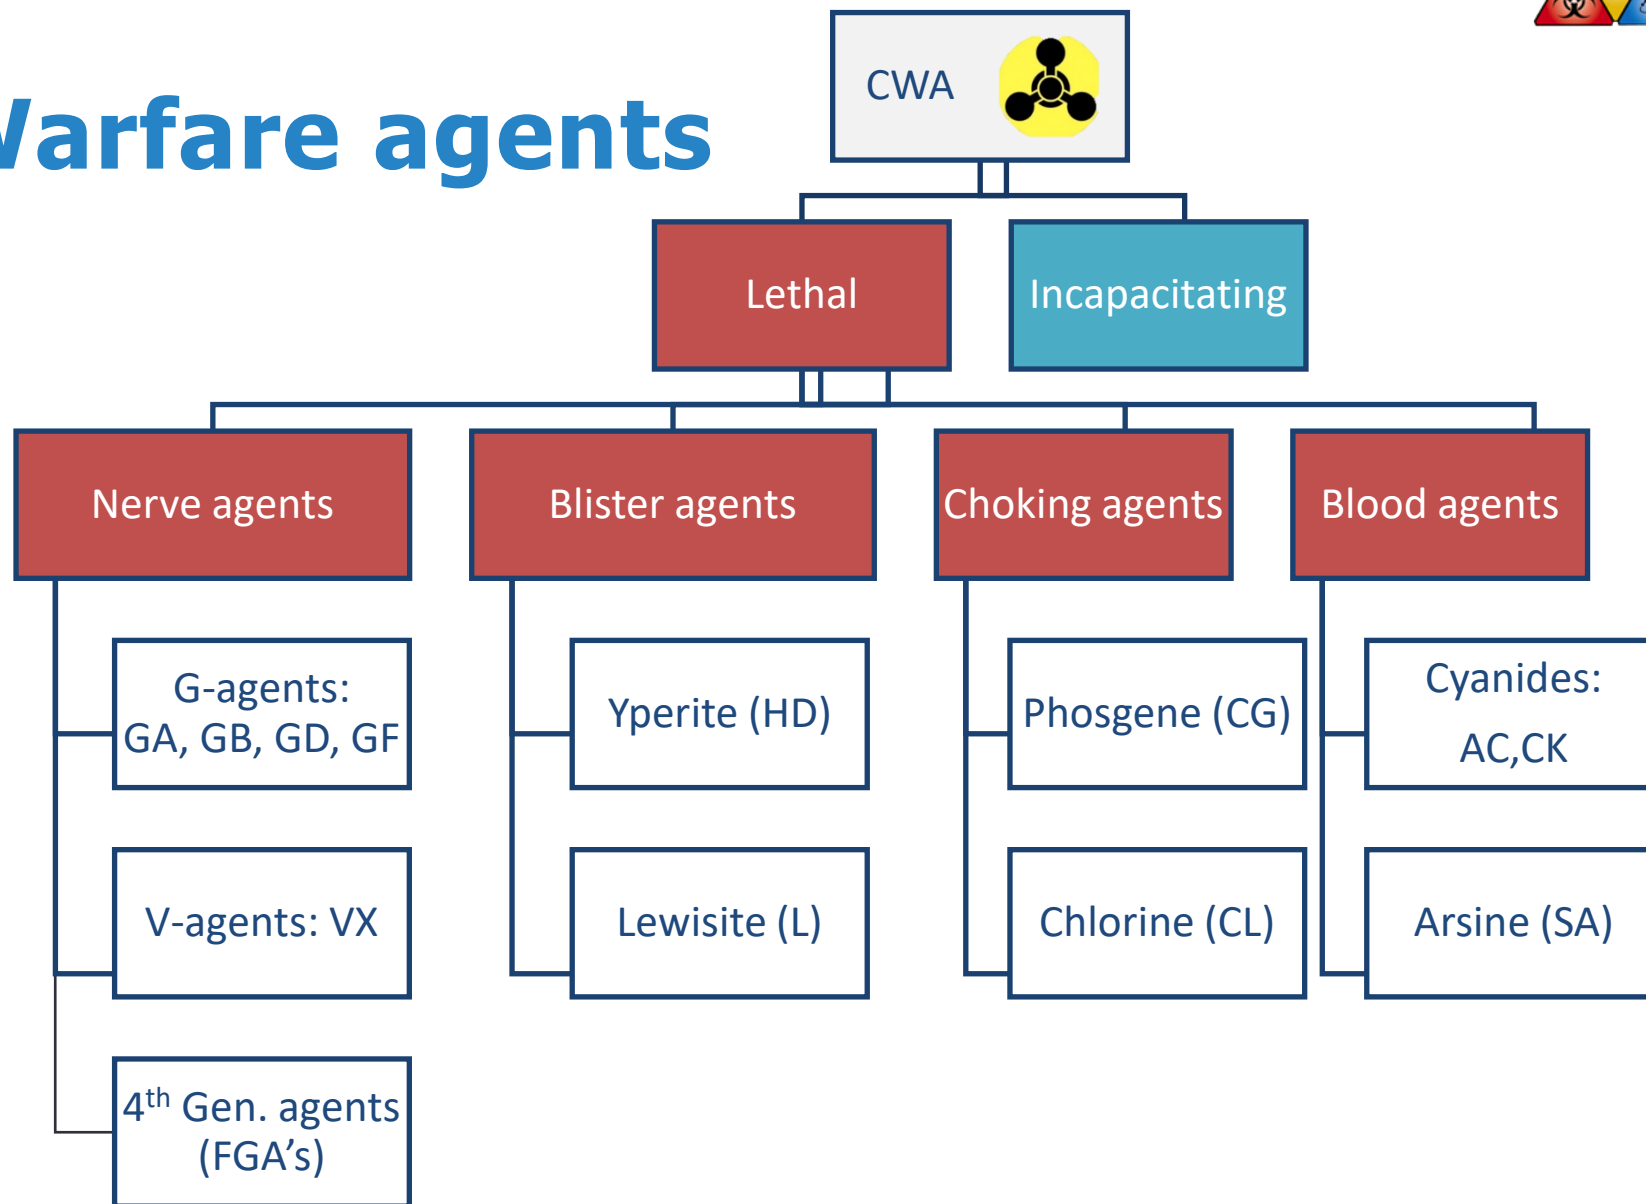 Warfare agents
CWA
Lethal
Incapacitating
Nerve agents
Blister agents
Choking agents
Blood agents
G-agents:
GA, GB, GD, GF
Yperite (HD)
Phosgene (CG)
Cyanides:
AC,CK
V-agents: VX
Lewisite (L)
Chlorine (CL)
Arsine (SA)
4th Gen. agents
(FGA’s)